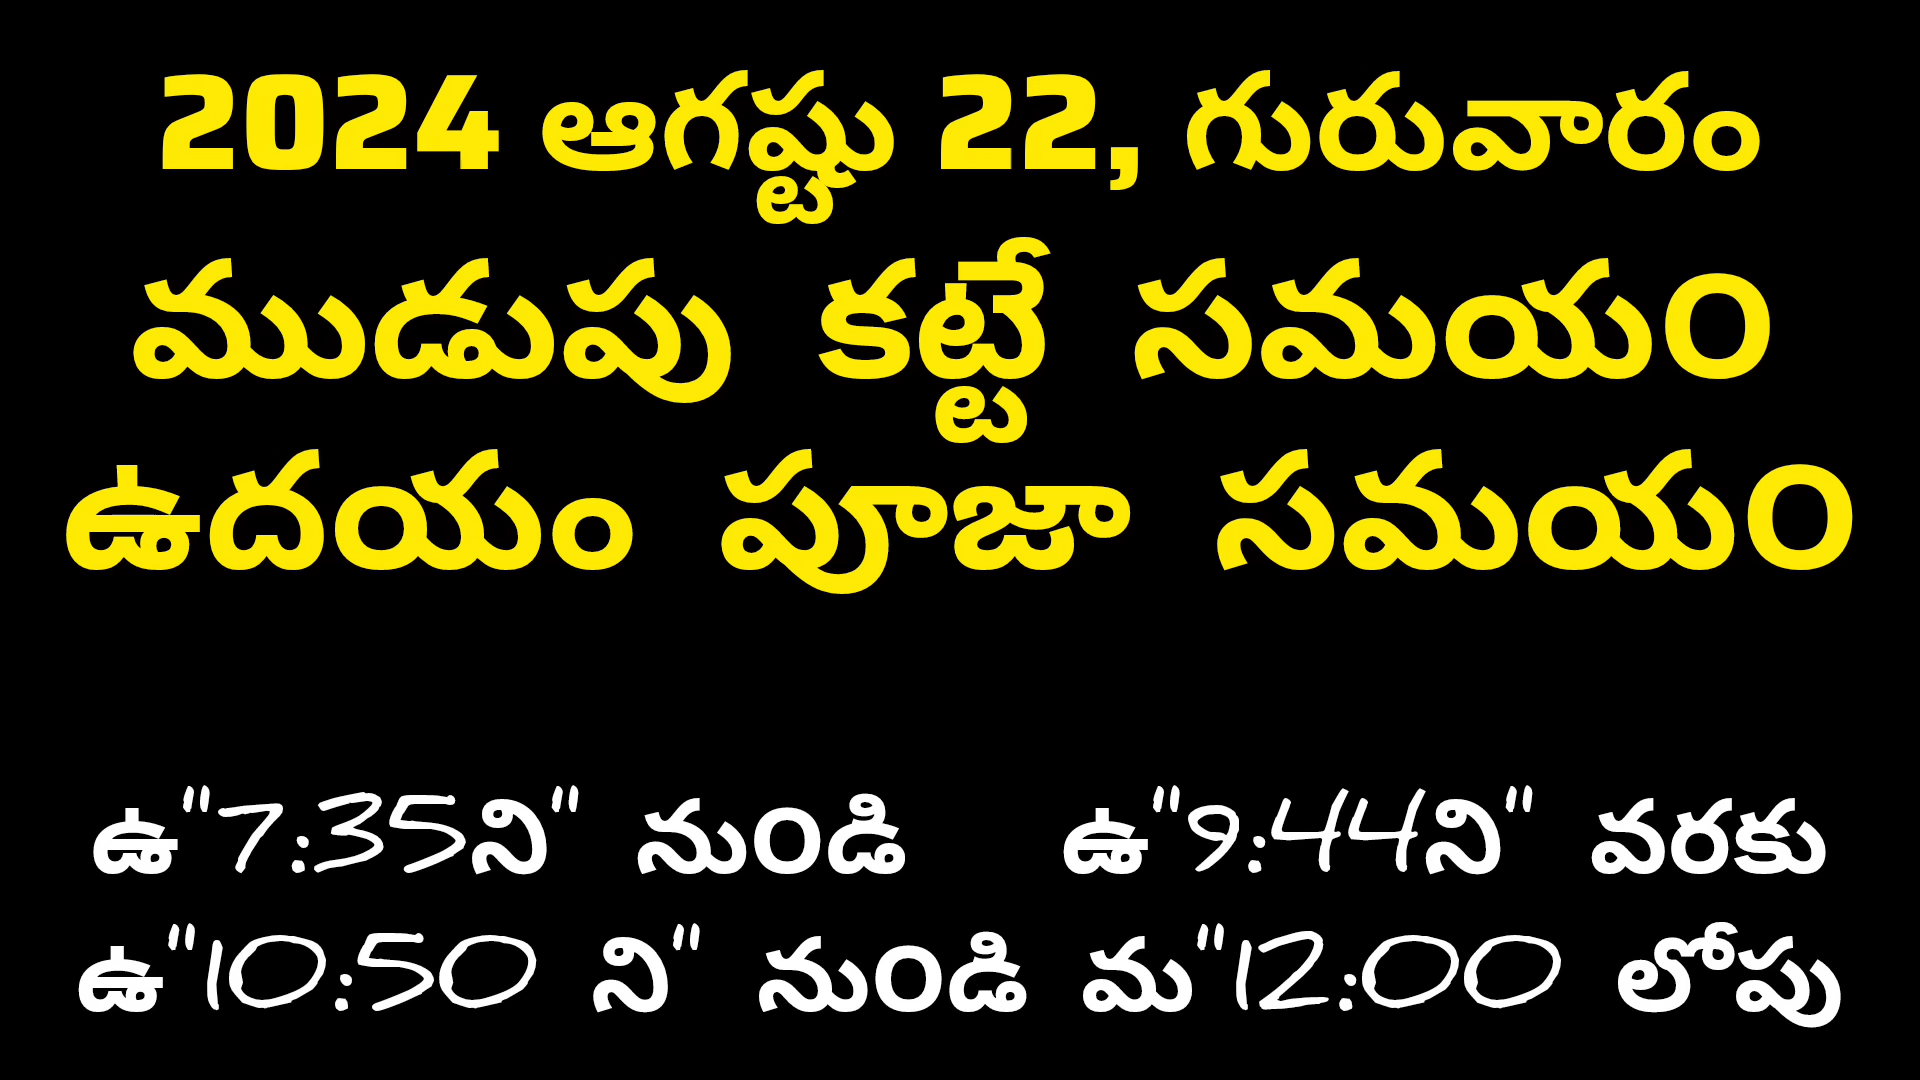 2024 ఆగష్టు 22, గురువారం
ముడుపు కట్టే సమయం
ఉదయం పూజా సమయం
ఉ"7:35ని" నుండి ఉ"9:44ని" వరకు
ఉ"10:50 ని" నుండి మ"12:00 లోపు